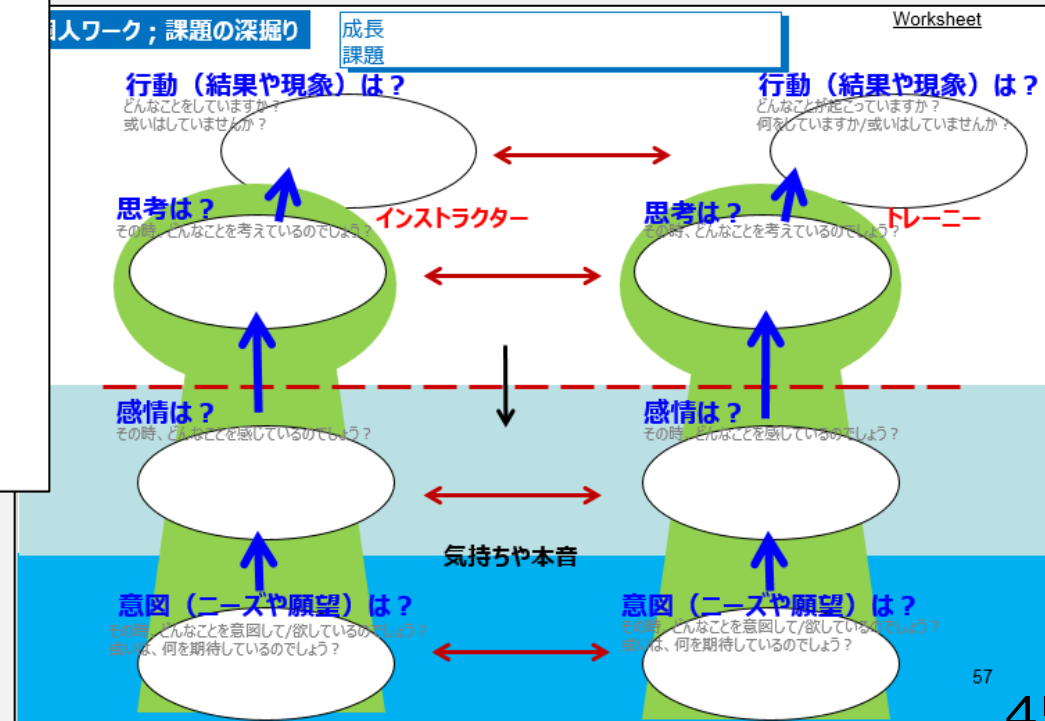 人ワーク；課題の深掘り
成長
課題
Worksheet
行動（結果や現象）は？
どんなことをしていますか？
或いはしていませんか？
行動（結果や現象）は？
どんなことが起こっていますか？
何をしていますか/或いはしていませんか？
思考は？
その時、どんなことを考えているのでしょう？
インストラクター
思考は？
その時、どんなことを考えているのでしょう？
トレーニー
感情は？
その時、どんなことを感じているのでしょう？
感情は？
その時、どんなことを感じているのでしょう？
気持ちや本音
意図（ニーズや願望）は？
その時、どんなことを意図して/欲しているのでしょう？
或いは、何を期待しているのでしょう？
意図（ニーズや願望）は？
その時、どんなことを意図して/欲しているのでしょう？
或いは、何を期待しているのでしょう？
57